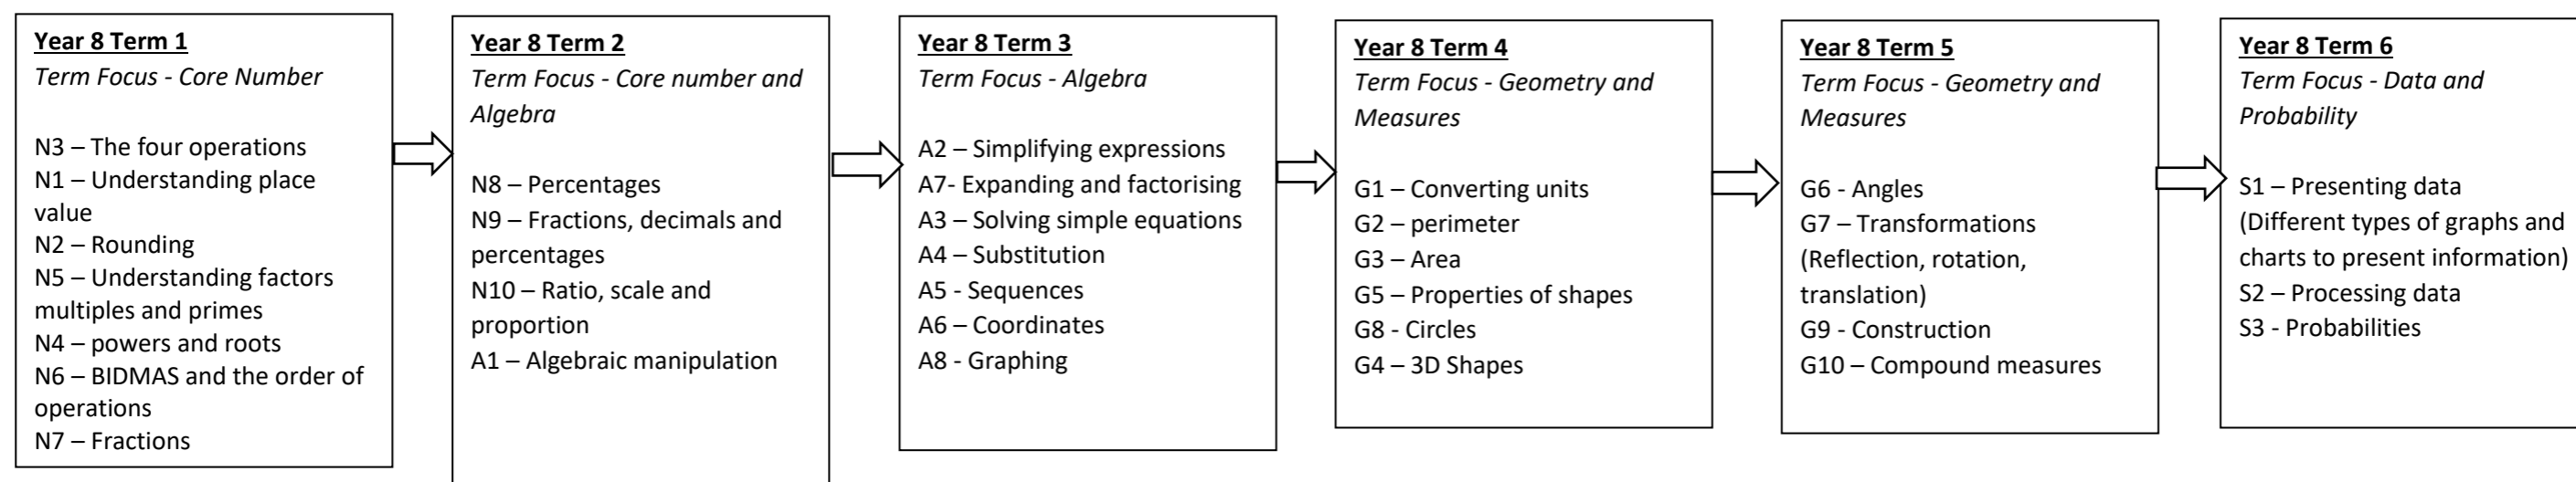 Year 8 Term 1
Term Focus - Core Number
N3 – The four operations
N1 – Understanding place
value
N2 – Rounding
N5 – Understanding factors
multiples and primes
N4 – powers and roots
N6 – BIDMAS and the order of
operations
N7 – Fractions
Year 8 Term 2
Term Focus - Core number and
Algebra
N8 – Percentages
N9 – Fractions, decimals and
percentages
N10 – Ratio, scale and
proportion
A1 – Algebraic manipulation
Year 8 Term 3
Term Focus - Algebra
A2 – Simplifying expressions
A7- Expanding and factorising
A3 – Solving simple equations
A4 – Substitution
A5 - Sequences
A6 – Coordinates
A8 - Graphing
Year 8 Term 4
Term Focus - Geometry and
Measures
G1 – Converting units
G2 – perimeter
G3 – Area
G5 – Properties of shapes
G8 - Circles
G4 – 3D Shapes
Year 8 Term 5
Term Focus - Geometry and
Measures
G6 - Angles
G7 – Transformations
(Reflection, rotation,
translation)
G9 - Construction
G10 – Compound measures
Year 8 Term 6
Term Focus - Data and
Probability
S1 – Presenting data
(Different types of graphs and
charts to present information)
S2 – Processing data
S3 - Probabilities